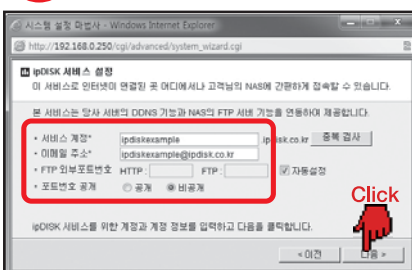 시스템 설정 마법사 - Windows Internet Explorer
http://192.168.0.250/cgi/advanced/system_wizard.cgi
ipDISK 서비스 설정
이 서비스로 인터넷이 연결된 곳 어디에서나 고객님의 NAS에 간편하게 접속할 수 있습니다.
본 서비스는 당사 서버의 DDNS 기능과 NAS의 FTP 서버 기능을 연동하여 제공합니다.
• 서비스 계정* ipdiskexample .ipdisk.co.kr 중복 검사
• 이메일 주소* ipdiskexample@ipdisk.co.kr
• FTP 외부포트번호 HTTP : FTP : 자동설정
• 포트번호 공개 공개 비공개
Click
ipDISK 서비스를 위한 계정과 계정 정보를 입력하고 다음을 클릭합니다.
< 이전 다음 >